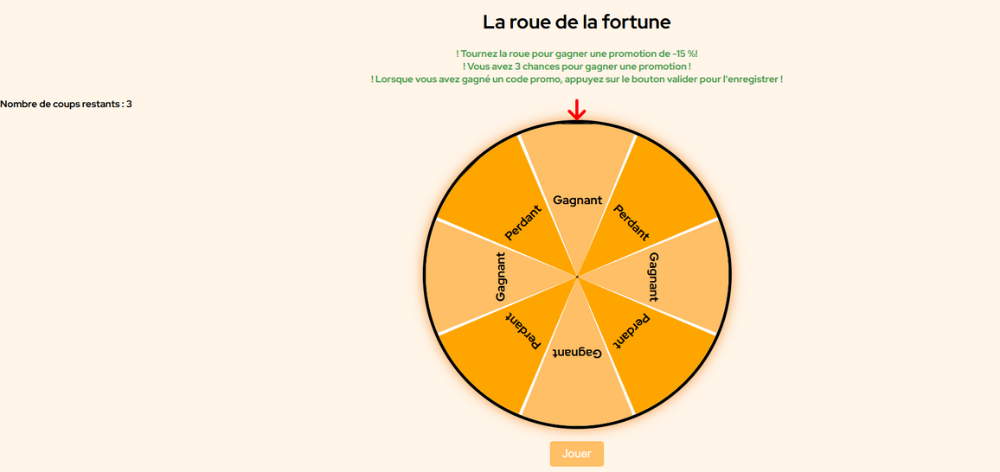 La roue de la fortune
! Tournez la roue pour gagner une promotion de -15 %!
! Vous avez 3 chances pour gagner une promotion !
! Lorsque vous avez gagné un code promo, appuyez sur le bouton valider pour l'enregistrer !
Nombre de coups restants : 3
Gagnant
Perdant
Perdant
Gagnant
Gagnant
Perdant
Perdant
Gagnant
Jouer